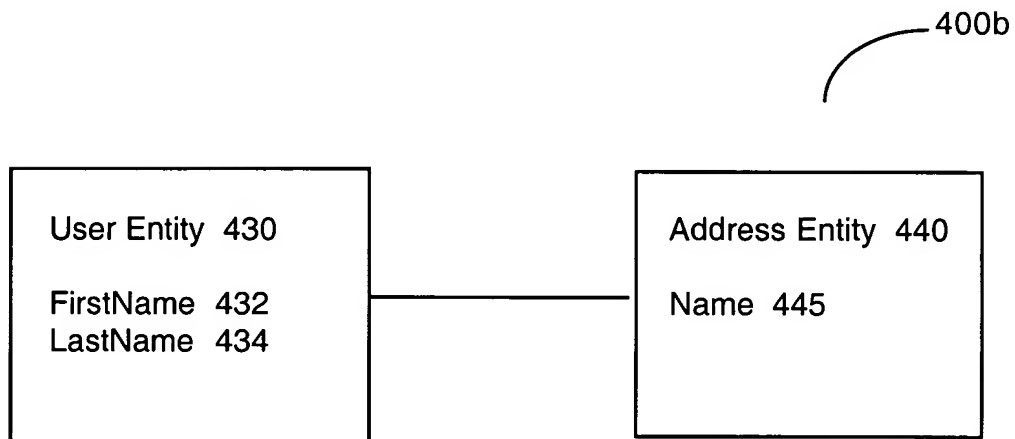 400b
User Entity 430
FirstName 432
LastName 434
Address Entity 440
Name 445